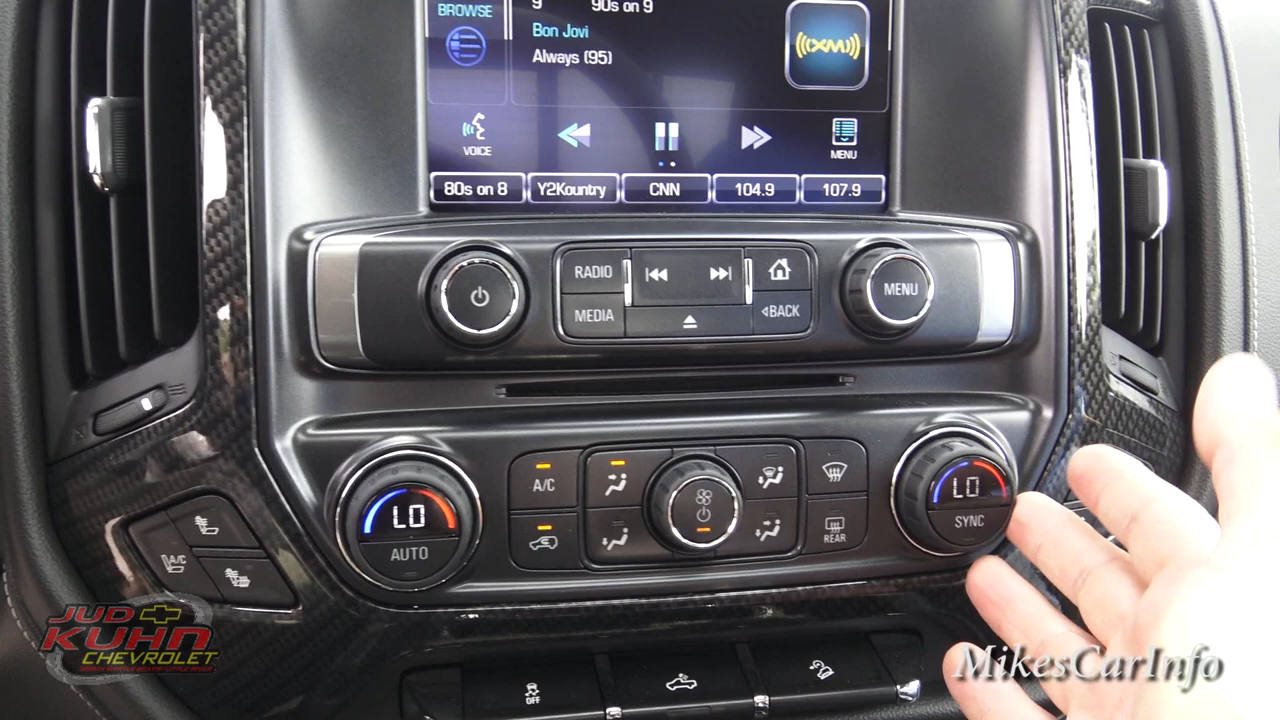 BROWSE
9 90s on 9
Bon Jovi
Always (95)
((XM))
VOICE
MENU
80s on 8 Y2Kountry CNN 104.9 107.9
RADIO
MEDIA
BACK
MENU
A/C
LO
AUTO
REAR
LO
SYNC
A/C
OFF
JUD
KUHN
CHEVROLET
MikesCarInfo